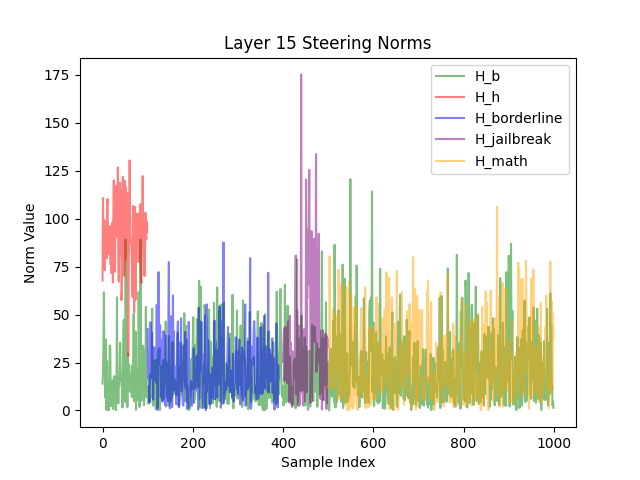 Layer 15 Steering Norms
H_b
H_h
H_borderline
H_jailbreak
H_math
Norm Value
175
150
125
100
75
50
25
0
0 200 400 600 800 1000
Sample Index